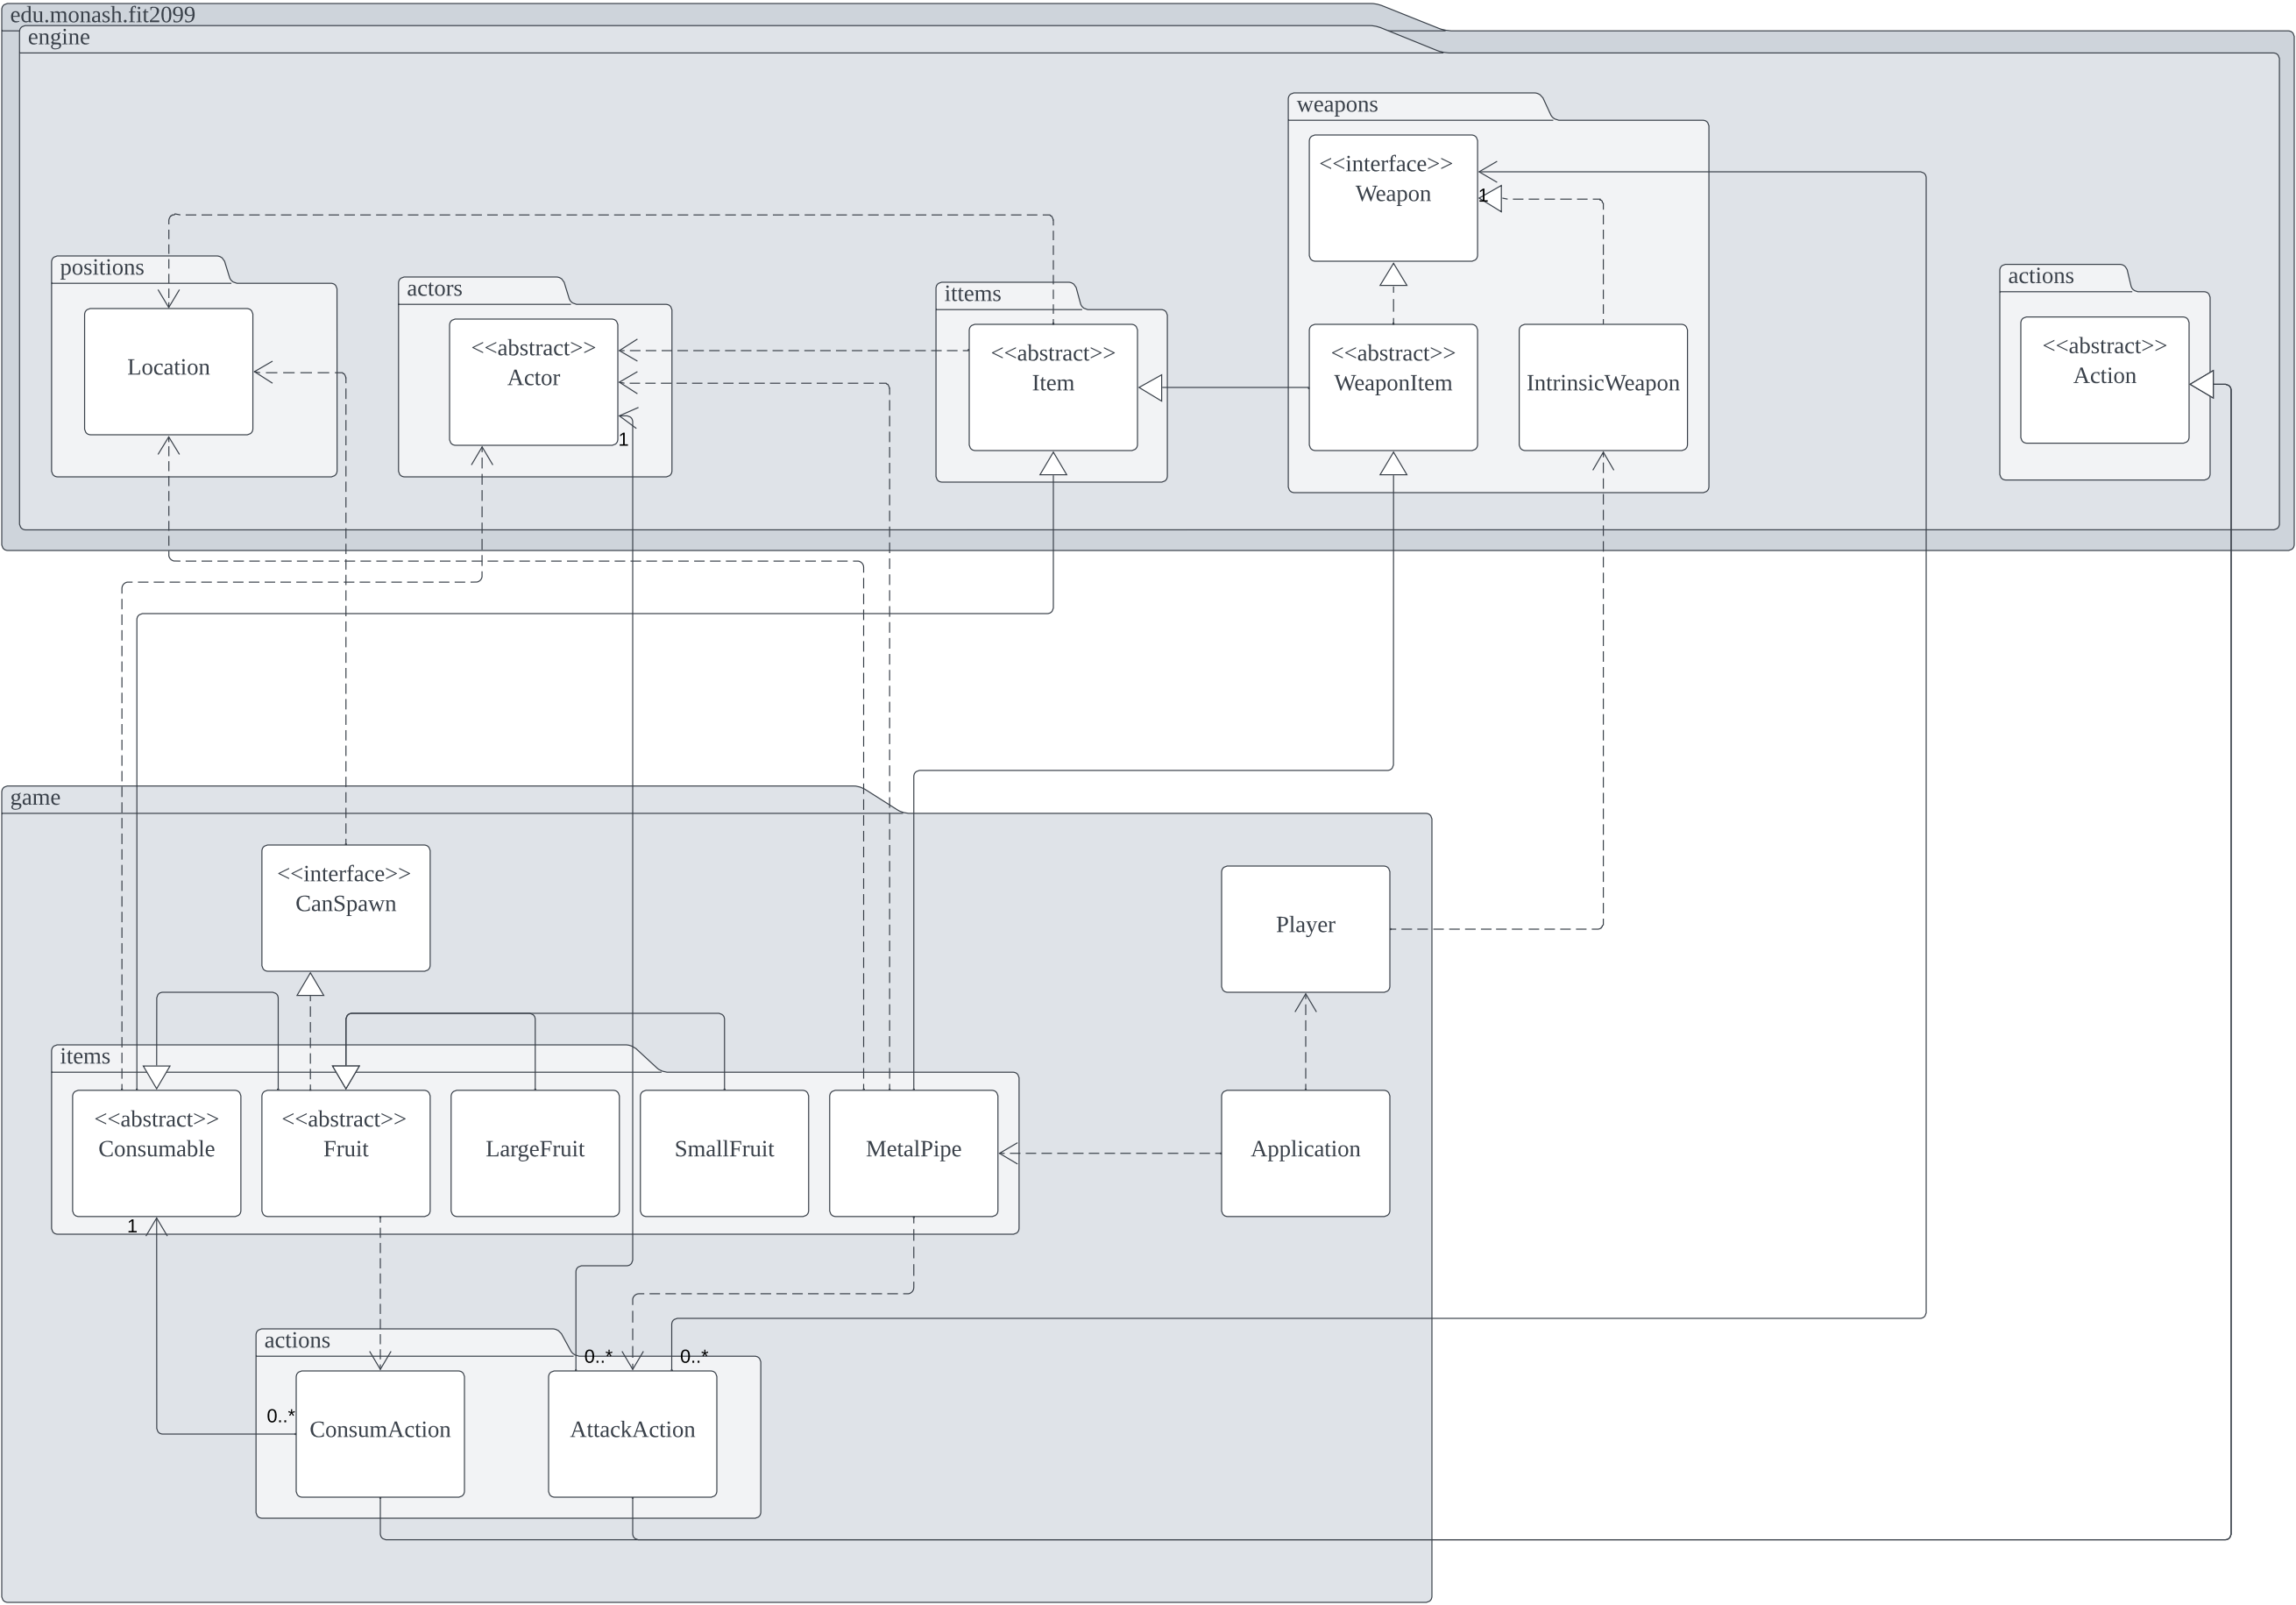 edu.monash.fit2099
engine
weapons
<<interface>>
Weapon
1
positions
Location
actors
<<abstract>>
Actor
1
ittems
<<abstract>>
Item
<<abstract>>
WeaponItem
IntrinsicWeapon
actions
<<abstract>>
Action
game
<<interface>>
CanSpawn
Player
items
<<abstract>>
Consumable
<<abstract>>
Fruit
LargeFruit
SmallFruit
MetalPipe
Application
1
actions
0..*
0..*
0..*
ConsumAction
AttackAction